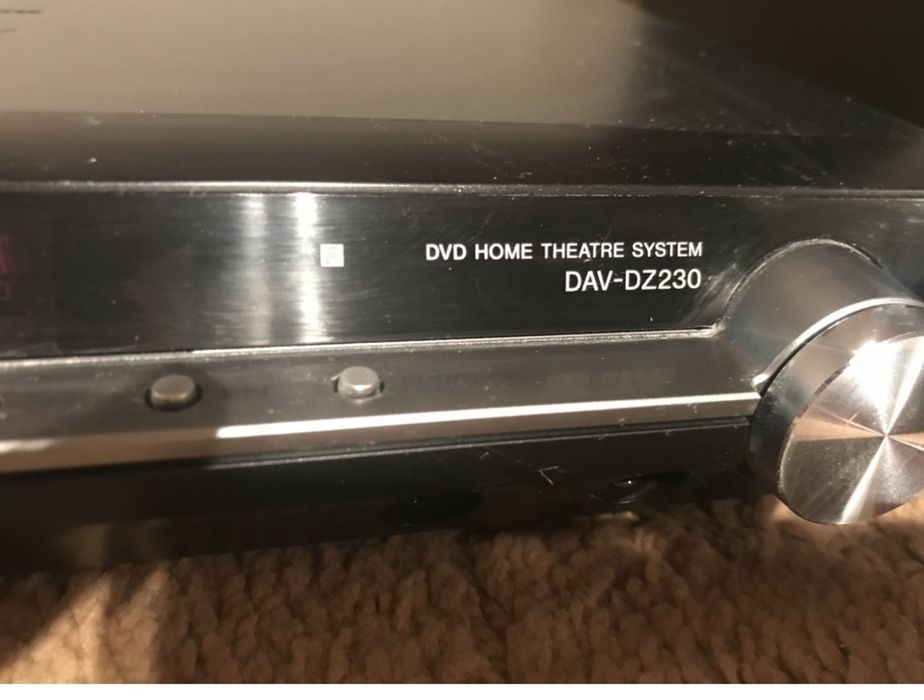 DVD HOME THEATRE SYSTEM
DAV-DZ230